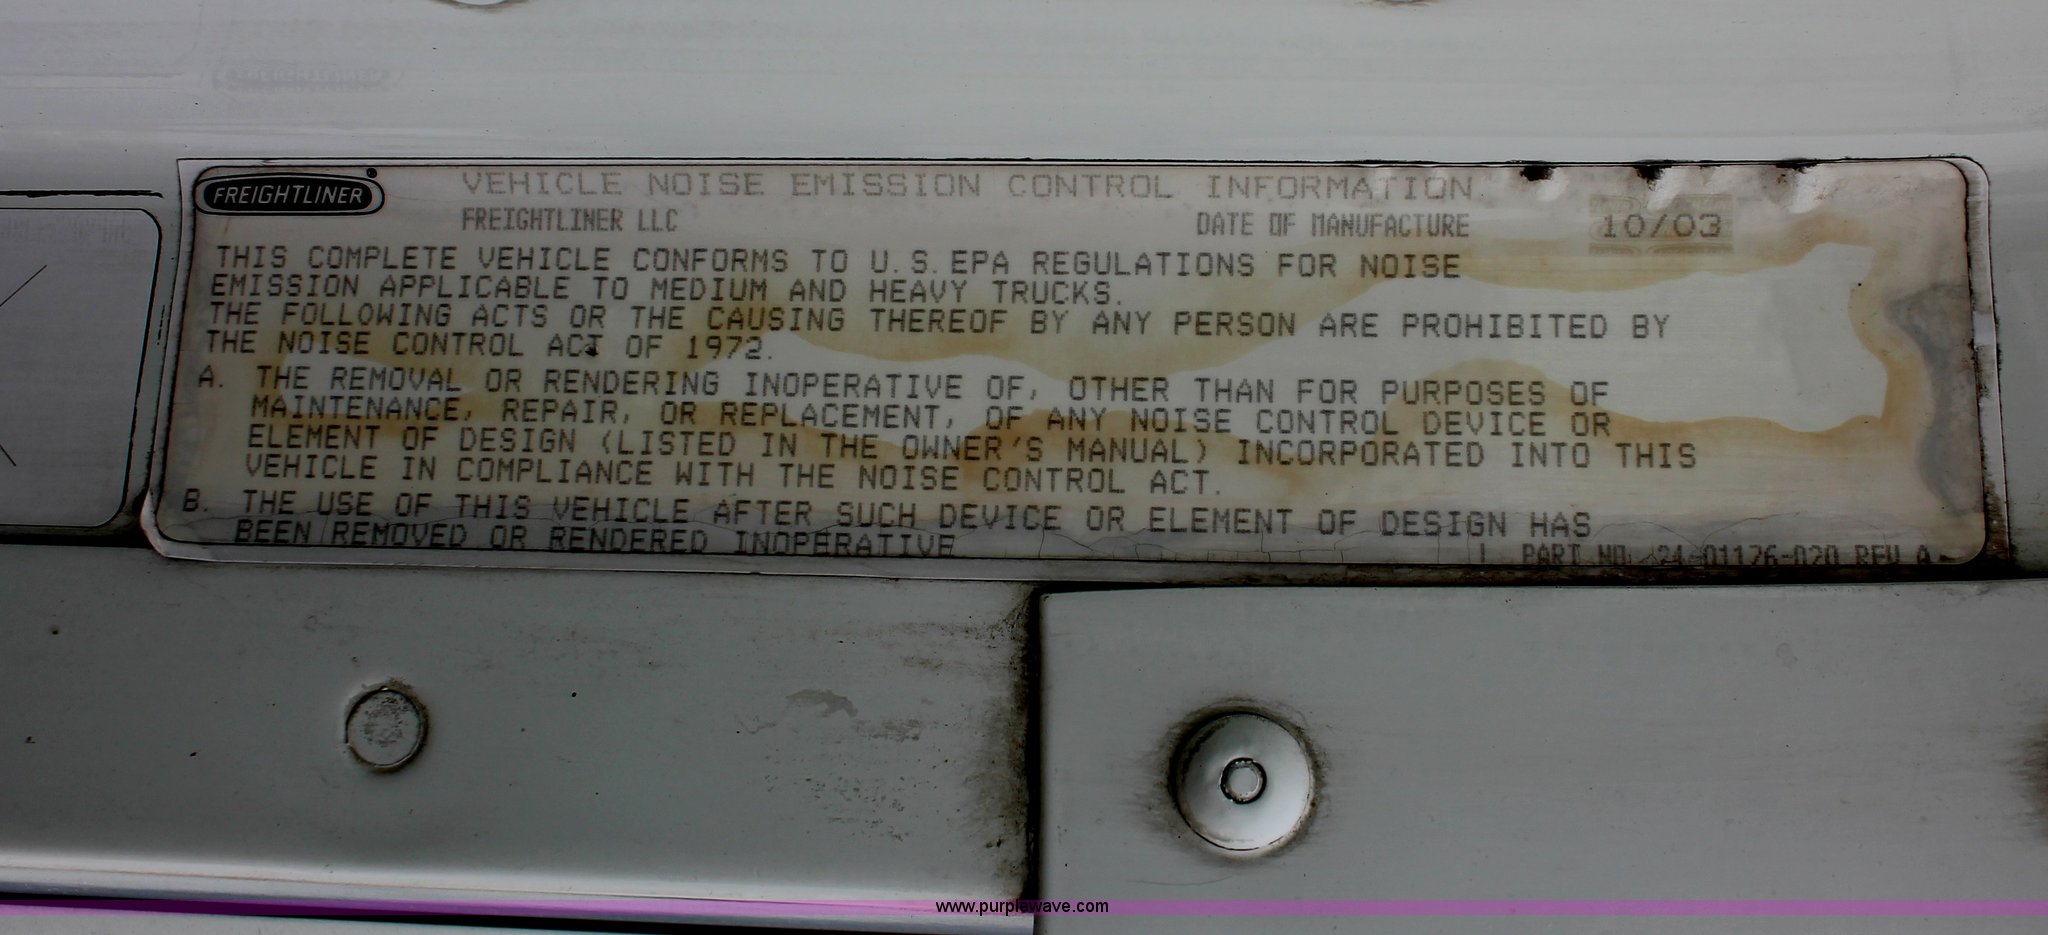 FREIGHTLINER®
VEHICLE NOISE EMISSION CONTROL INFORMATION
FREIGHTLINER LLC DATE OF MANUFACTURE 10/03
THIS COMPLETE VEHICLE CONFORMS TO U.S.EPA REGULATIONS FOR NOISE
EMISSION APPLICABLE TO MEDIUM AND HEAVY TRUCKS.
THE FOLLOWING ACTS OR THE CAUSING THEREOF BY ANY PERSON ARE PROHIBITED BY
THE NOISE CONTROL ACT OF 1972.
A. THE REMOVAL OR RENDERING INOPERATIVE OF, OTHER THAN FOR PURPOSES OF
MAINTENANCE, REPAIR, OR REPLACEMENT, OF ANY NOISE CONTROL DEVICE OR
ELEMENT OF DESIGN (LISTED IN THE OWNER'S MANUAL) INCORPORATED INTO THIS
VEHICLE IN COMPLIANCE WITH THE NOISE CONTROL ACT.
B. THE USE OF THIS VEHICLE AFTER SUCH DEVICE OR ELEMENT OF DESIGN HAS
BEEN REMOVED OR RENDERED INOPERATIVE
PART NO. 24-01176-020 REV A
www.purplewave.com